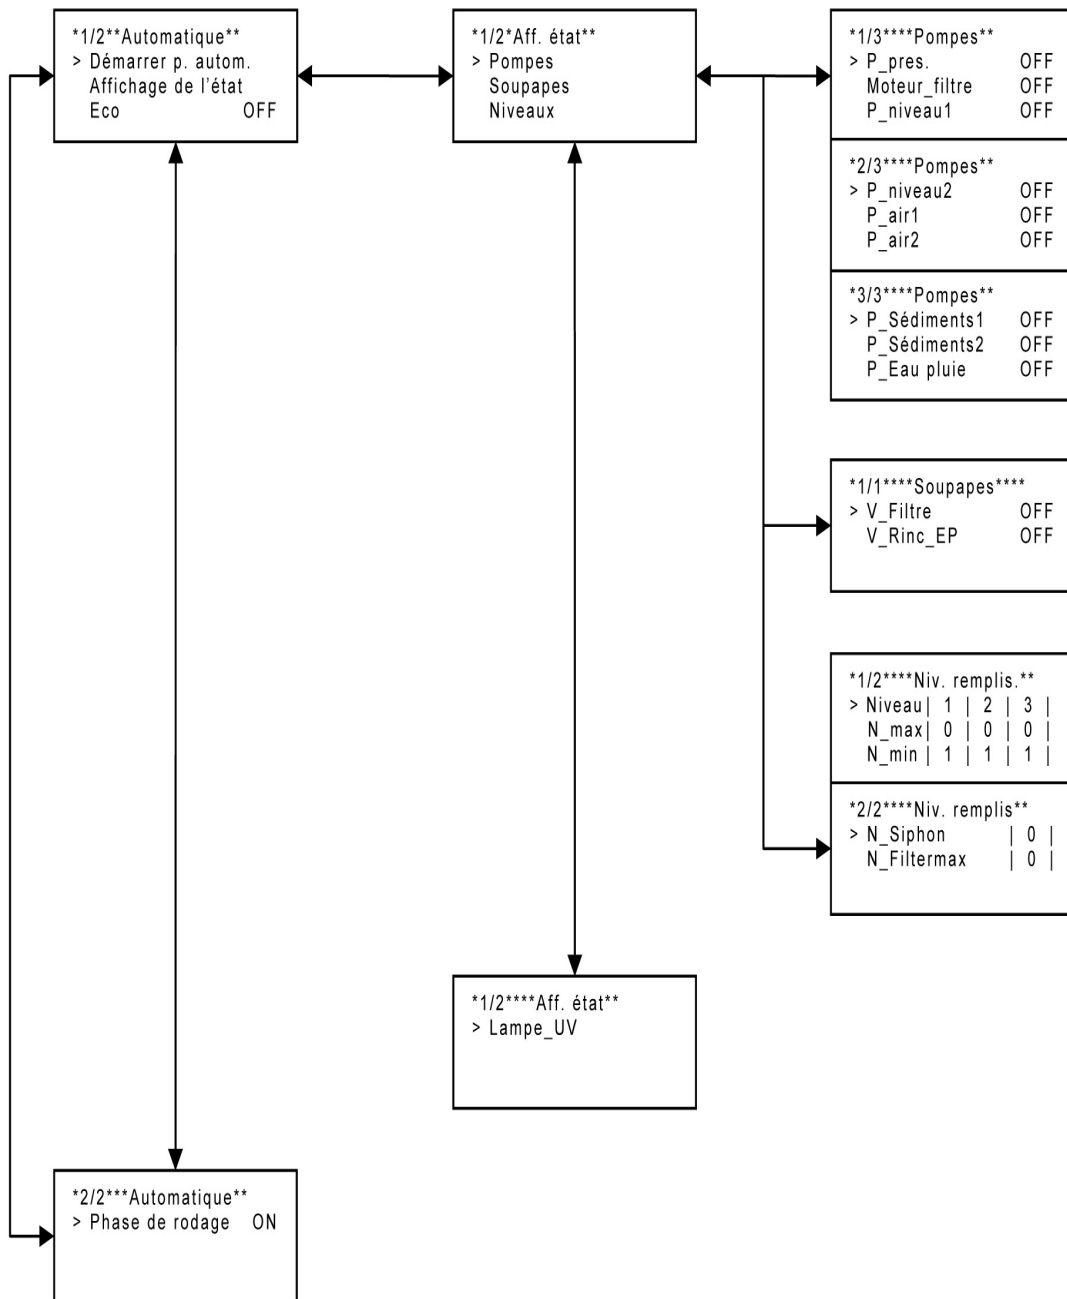 *1/2**Automatique**
> Démarrer p. autom.
Affichage de l'état
Eco OFF
*1/2*Aff. état**
> Pompes
Soupapes
Niveaux
*1/3****Pompes**
> P_pres. OFF
Moteur_filtre OFF
P_niveau1 OFF
*2/3****Pompes**
> P_niveau2 OFF
P_air1 OFF
P_air2 OFF
*3/3****Pompes**
> P_Sédiments1 OFF
P_Sédiments2 OFF
P_Eau pluie OFF
*1/1****Soupapes****
> V_Filtre OFF
V_Rinc_EP OFF
*1/2****Niv. remplis.**
> Niveau| 1 | 2 | 3 |
N_max| 0 | 0 | 0 |
N_min | 1 | 1 | 1 |
*2/2****Niv. remplis**
> N_Siphon | 0 |
N_Filtermax | 0 |
*1/2****Aff. état**
> Lampe_UV
*2/2***Automatique**
> Phase de rodage ON